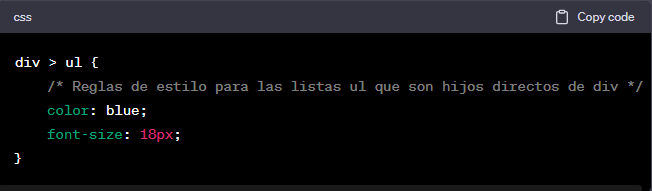 css
Copy code
div > ul {
/* Reglas de estilo para las listas ul que son hijos directos de div */
color: blue;
font-size: 18px;
}